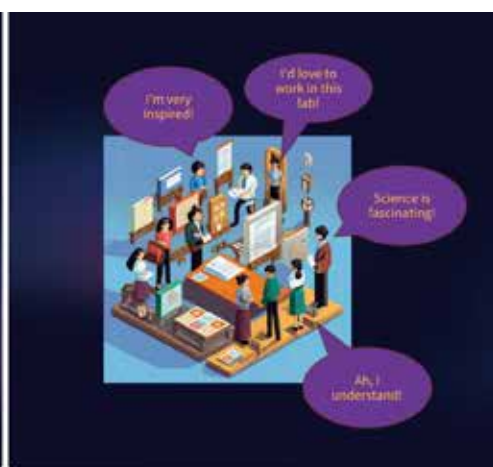 I'd love to
work in this
lab!
I'm very
inspired!
Science is
fascinating!
Ah, I
understand!